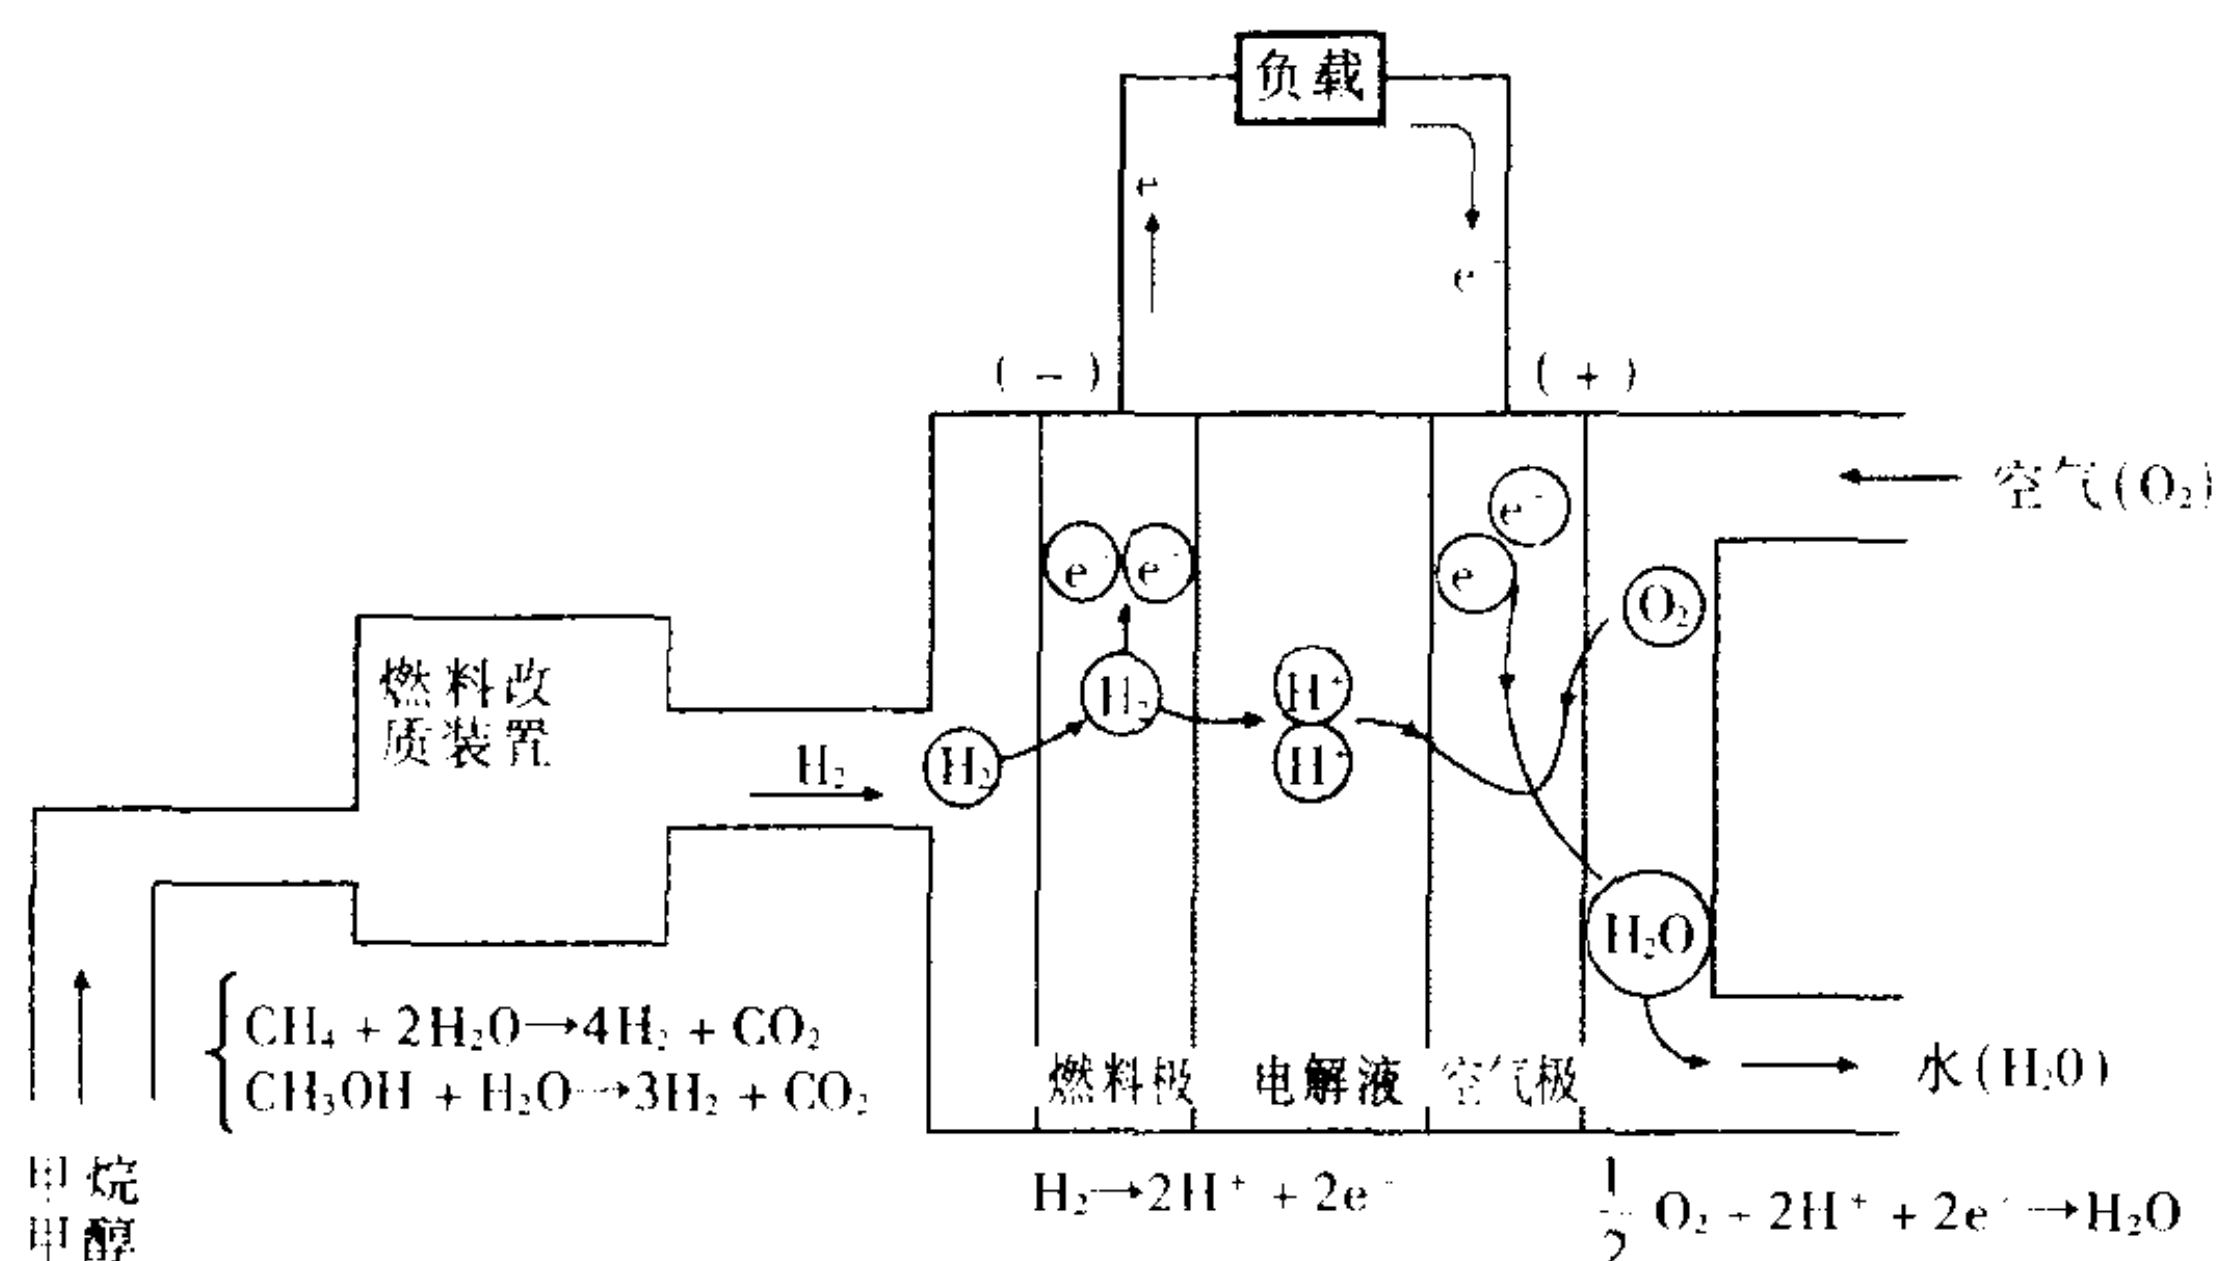 负载
e
e⁻
( − )
( + )
空气(O₂)
e⁻
e⁻ e⁻
e⁻
O₂
燃料改
质装置
H₂
H⁺
H₂
H₂
H⁺
H₂O
CH₄ + 2H₂O→4H₂ + CO₂
CH₃OH + H₂O→3H₂ + CO₂
燃料极 电解液 空气极
水(H₂O)
甲烷
甲醇
H₂→2H⁺ + 2e⁻
1/2 O₂ + 2H⁺ + 2e⁻→H₂O